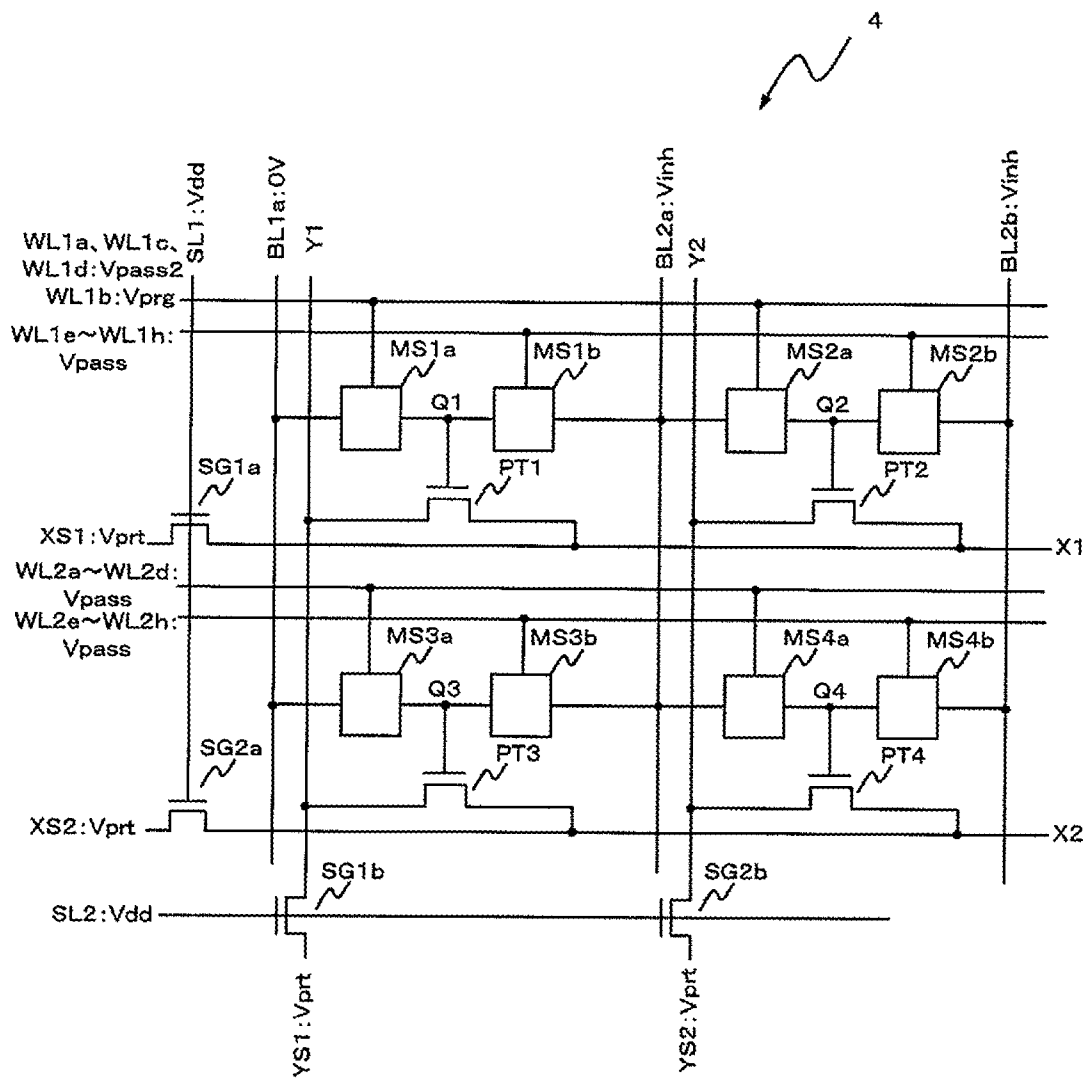 4
SL1:Vdd
BL1a:0V
Y1
BL2a:Vinh
Y2
BL2b:Vinh
WL1a、WL1c、
WL1d:Vpass2
WL1b:Vprg
WL1e～WL1h:
Vpass
MS1a
MS1b
MS2a
MS2b
Q1
Q2
SG1a
PT1
PT2
XS1:Vprt
X1
WL2a～WL2d:
Vpass
WL2e～WL2h:
Vpass
MS3a
MS3b
MS4a
MS4b
Q3
Q4
SG2a
PT3
PT4
XS2:Vprt
X2
SG1b
SG2b
SL2:Vdd
YS1:Vprt
YS2:Vprt